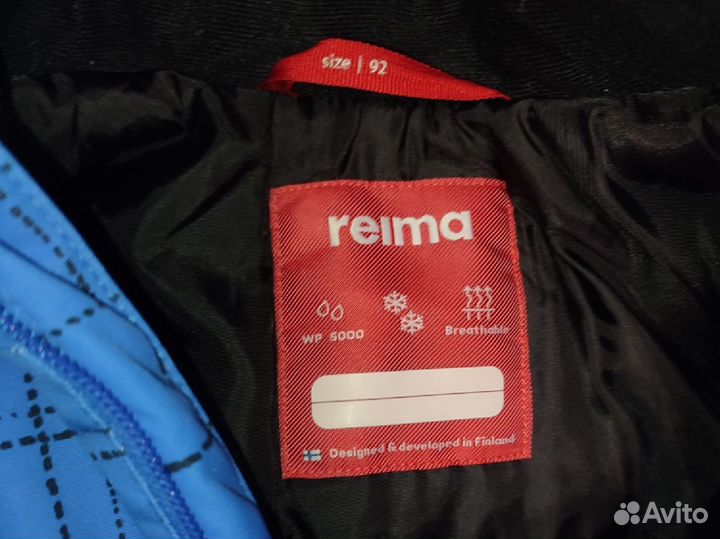 size | 92
reima
WP 5000
Breathable
Designed & developed in Finland
Avito